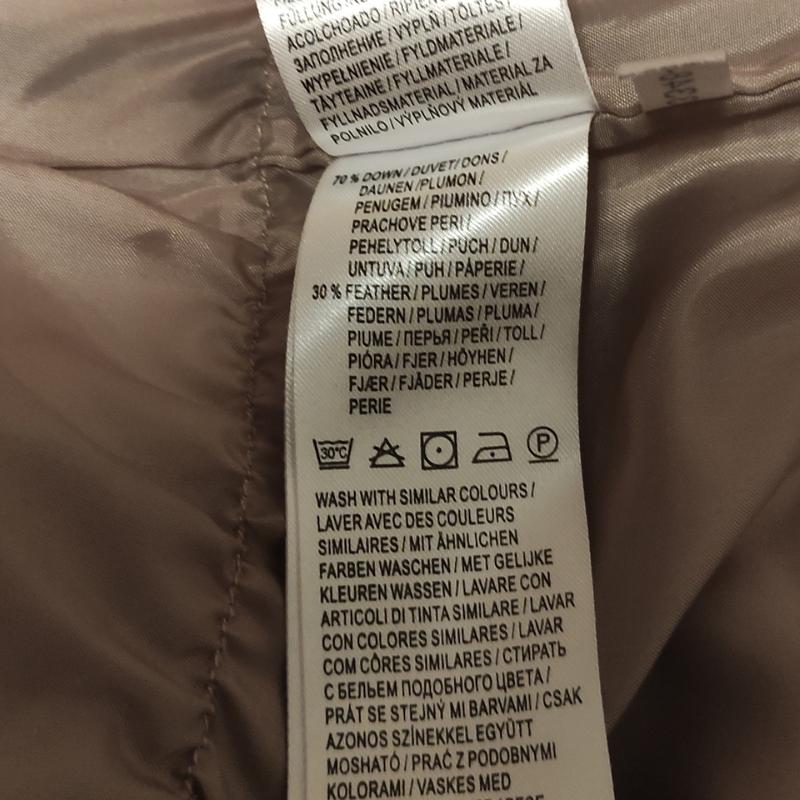 ACOLCHOADO / RIPIENO
ЗАПОЛНЕНИЕ / VÝPLŇ / TÖLTES
WYPEŁNIENIE / FYLDMATERIALE /
TÄYTEAINE / FYLLMATERIALE /
FYLLNADSMATERIAL / MATERIAL ZA
POLNILO / VÝPLŇOVÝ MATERIÁL
70 % DOWN / DUVET / DONS /
DAUNEN / PLUMON /
PENUGEM / PIUMINO / ПУХ /
PRACHOVE PERI /
PEHELYTOLL / PUCH / DUN /
UNTUVA / PUH / PÁPERIE /
30 % FEATHER / PLUMES / VEREN /
FEDERN / PLUMAS / PLUMA /
PIUME / ПЕРЬЯ / PEŘI / TOLL /
PIÓRA / FJER / HÖYHEN /
FJÆR / FJÄDER / PERJE /
PERIE
30°C P
WASH WITH SIMILAR COLOURS /
LAVER AVEC DES COULEURS
SIMILAIRES / MIT ÄHNLICHEN
FARBEN WASCHEN / MET GELIJKE
KLEUREN WASSEN / LAVARE CON
ARTICOLI DI TINTA SIMILARE / LAVAR
CON COLORES SIMILARES / LAVAR
COM CÔRES SIMILARES / СТИРАТЬ
С БЕЛЬЕМ ПОДОБНОГО ЦВЕТА /
PRÁT SE STEJNÝ MI BARVAMI / CSAK
AZONOS SZÍNEKKEL EGYÜTT
MOSHATÓ / PRAĆ Z PODOBNYMI
KOLORAMI / VASKES MED